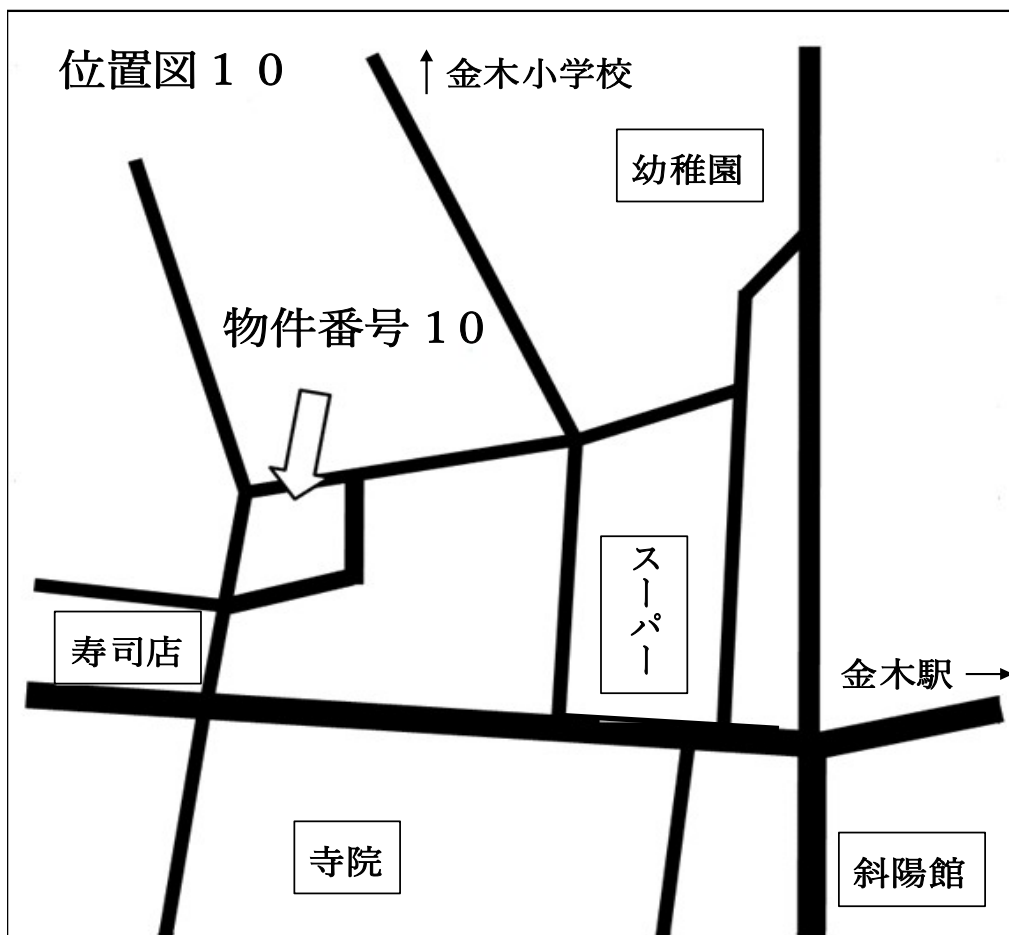 位置図１０
↑金木小学校
幼稚園
物件番号１０
スーパー
寿司店
金木駅→
寺院
斜陽館